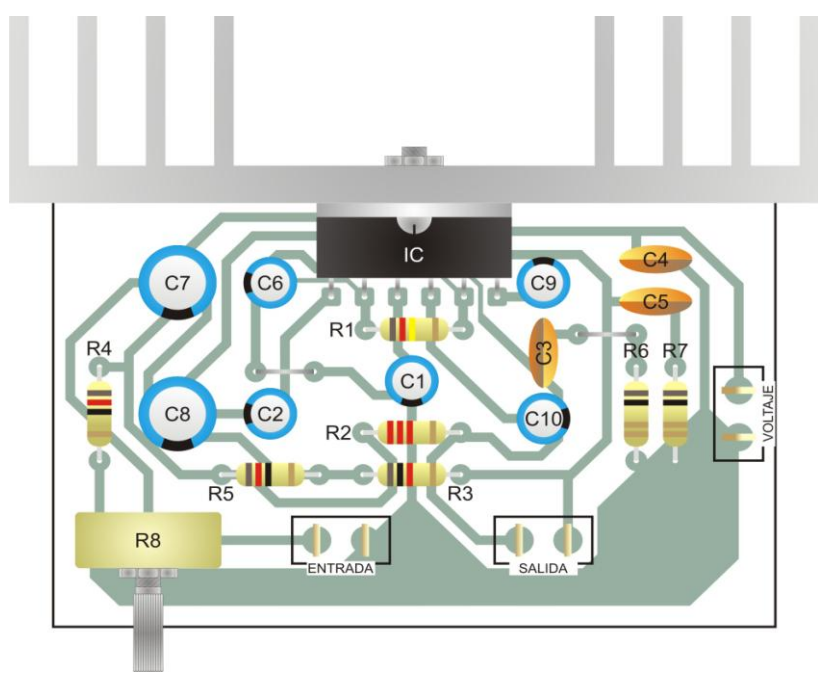 IC
C7
C6
C9
C4
C5
R1
R4
C3
R6
R7
C1
C8
C2
C10
R2
VOLTAJE
R5
R3
R8
ENTRADA
SALIDA